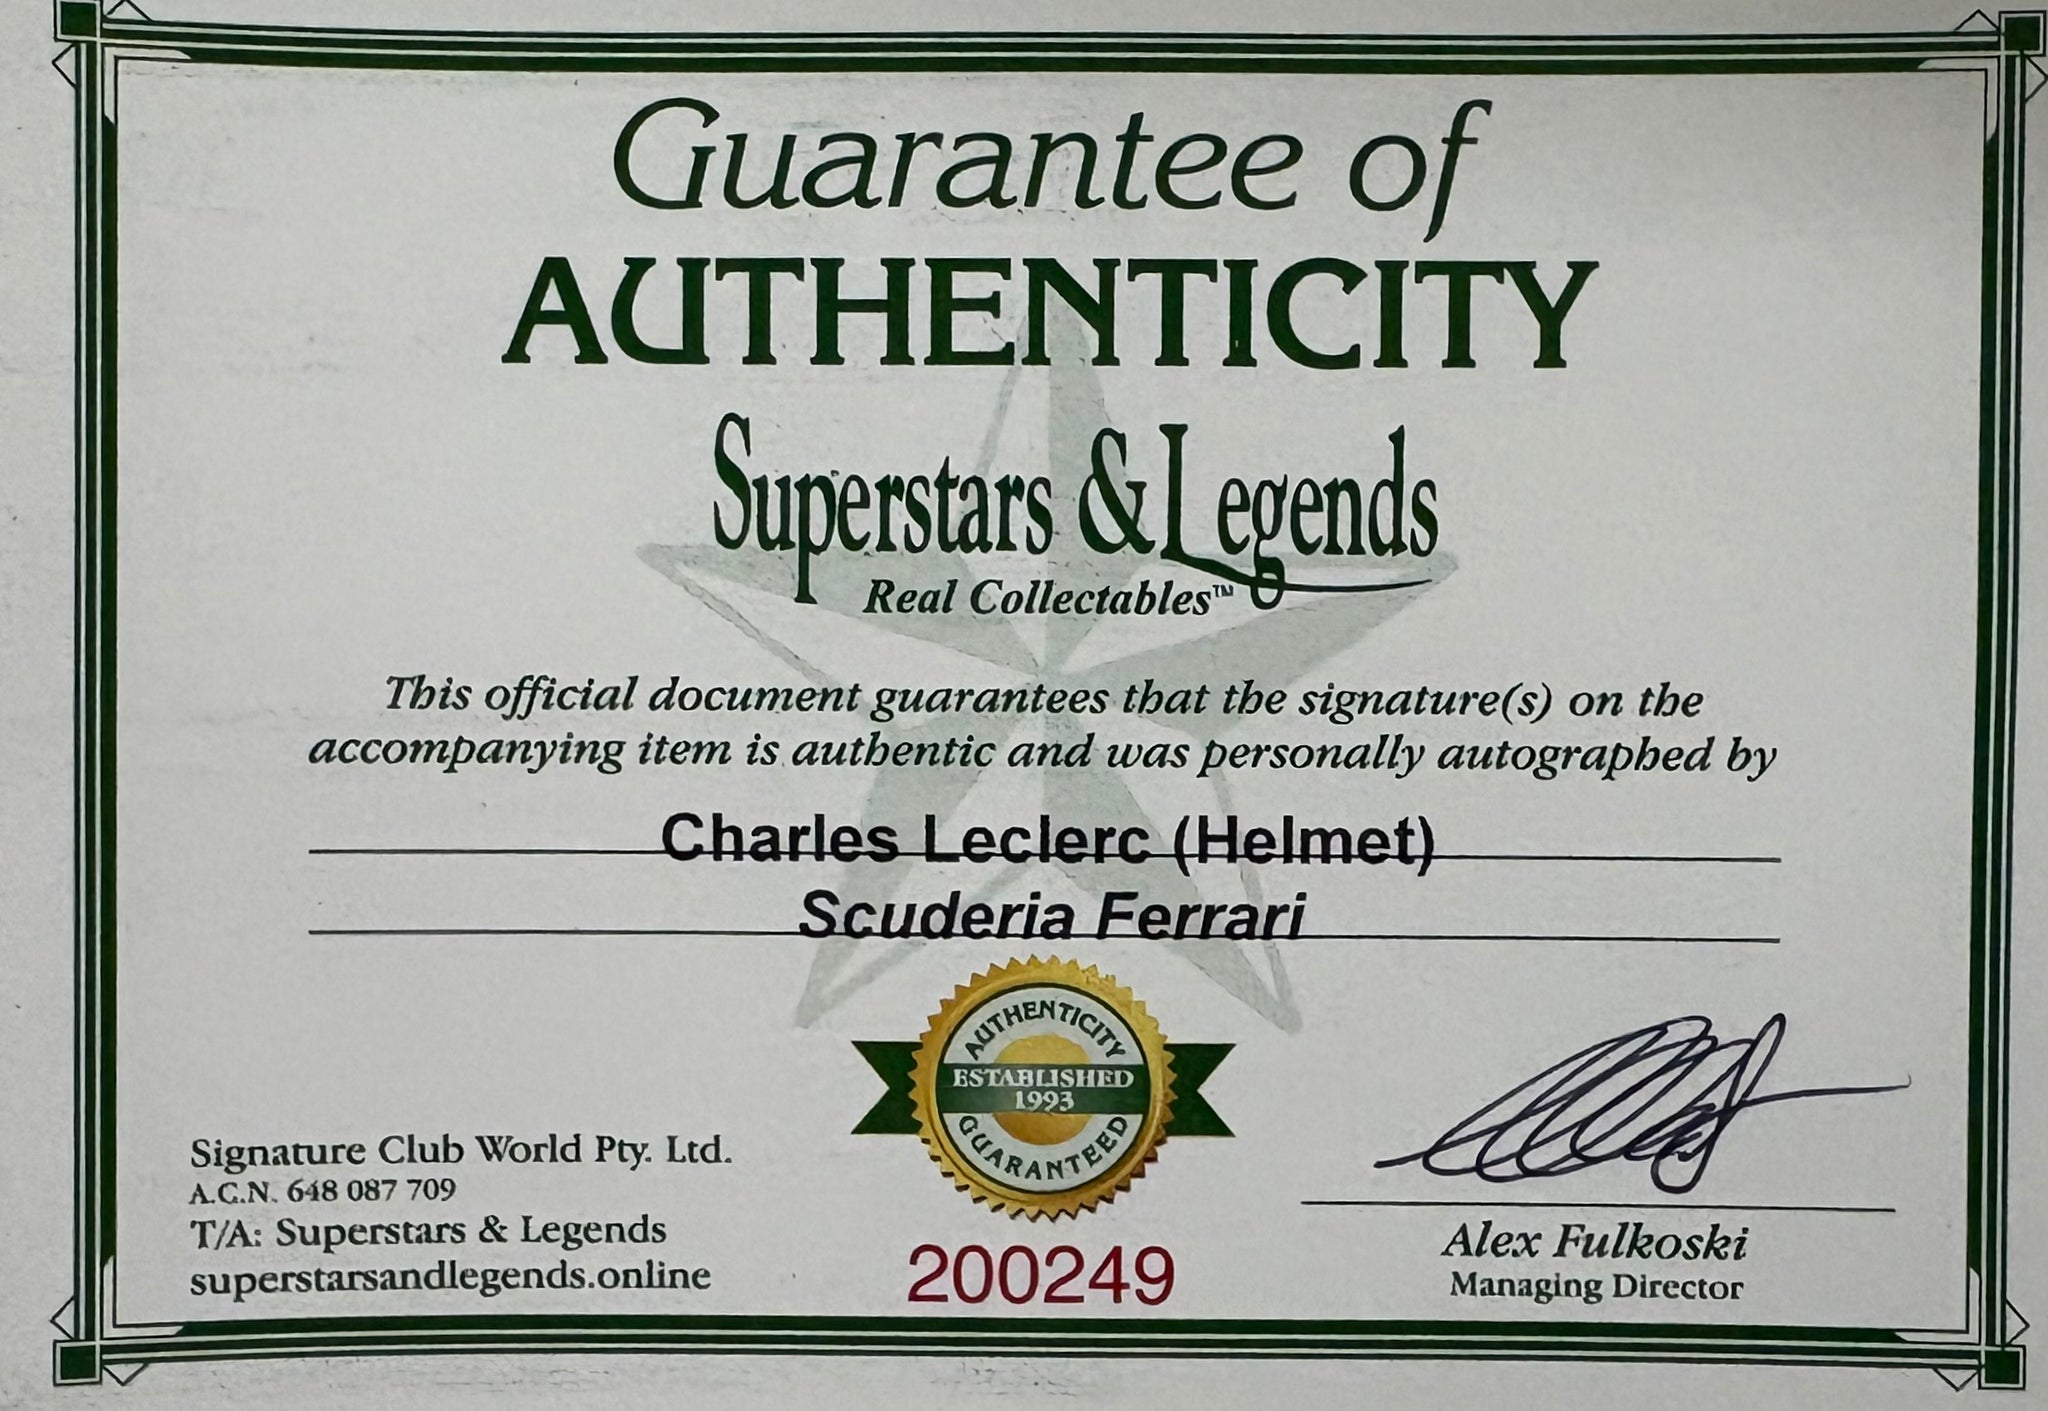 Guarantee of
AUTHENTICITY
Superstars & Legends
Real Collectables™
This official document guarantees that the signature(s) on the
accompanying item is authentic and was personally autographed by
Charles Leclerc (Helmet)
Scuderia Ferrari
AUTHENTICITY
ESTABLISHED
1993
GUARANTEED
200249
Signature Club World Pty. Ltd.
A.C.N. 648 087 709
T/A: Superstars & Legends
superstarsandlegends.online
Alex Fulkoski
Managing Director